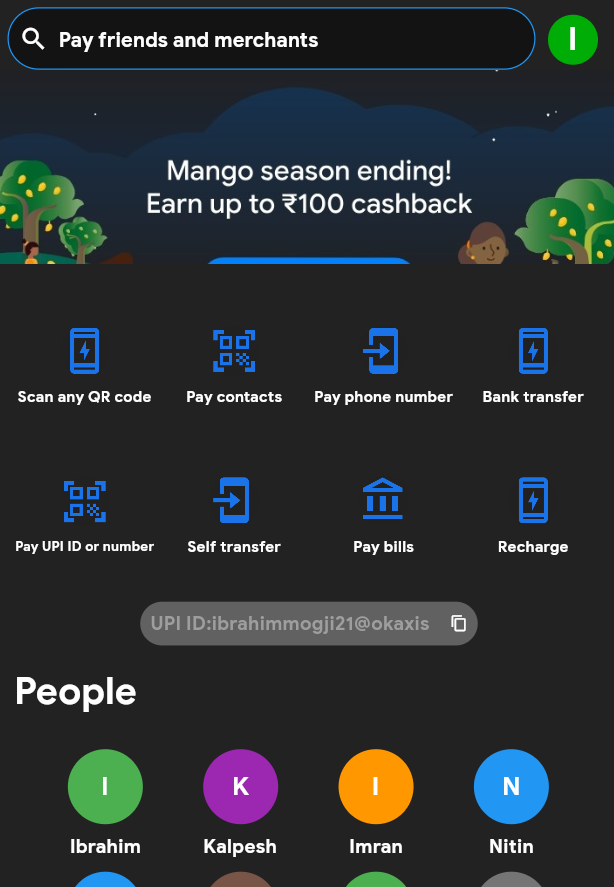 Pay friends and merchants
I
Mango season ending!
Earn up to ₹100 cashback
Scan any QR code
Pay contacts
Pay phone number
Bank transfer
Pay UPI ID or number
Self transfer
Pay bills
Recharge
UPI ID:ibrahimmogji21@okaxis
People
I
K
I
N
Ibrahim
Kalpesh
Imran
Nitin